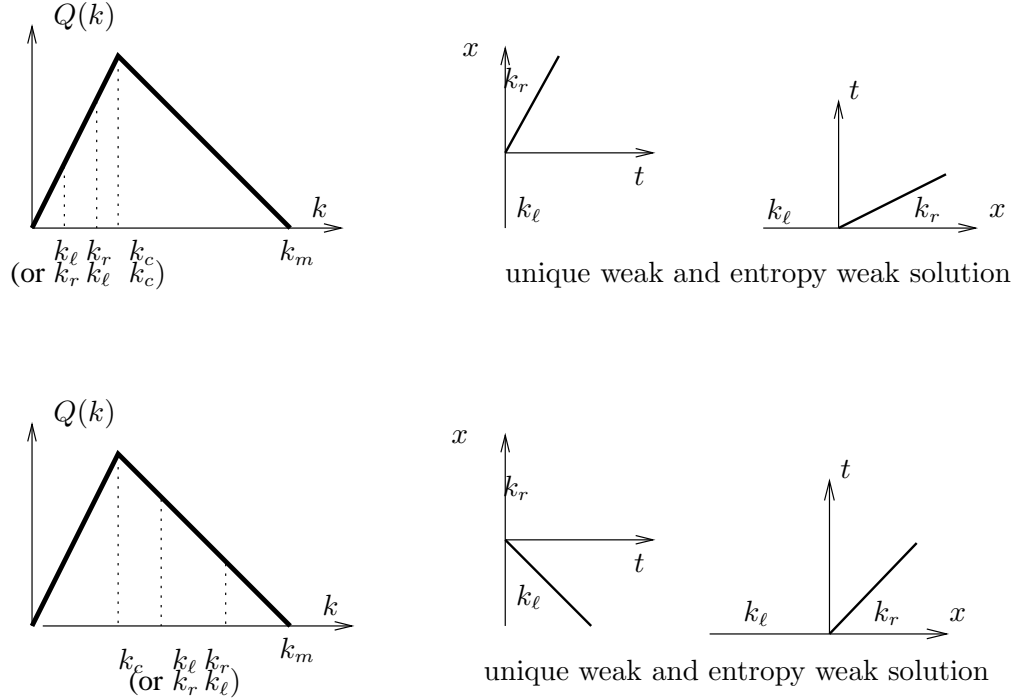 Q(k)
k
k_ℓ k_r k_c
k_m
(or k_r k_ℓ k_c)
x
k_r
t
k_ℓ
t
k_ℓ
k_r
x
unique weak and entropy weak solution
Q(k)
k
k_m
k_c k_ℓ k_r
(or k_r k_ℓ)
x
k_r
t
k_ℓ
t
k_ℓ
k_r
x
unique weak and entropy weak solution